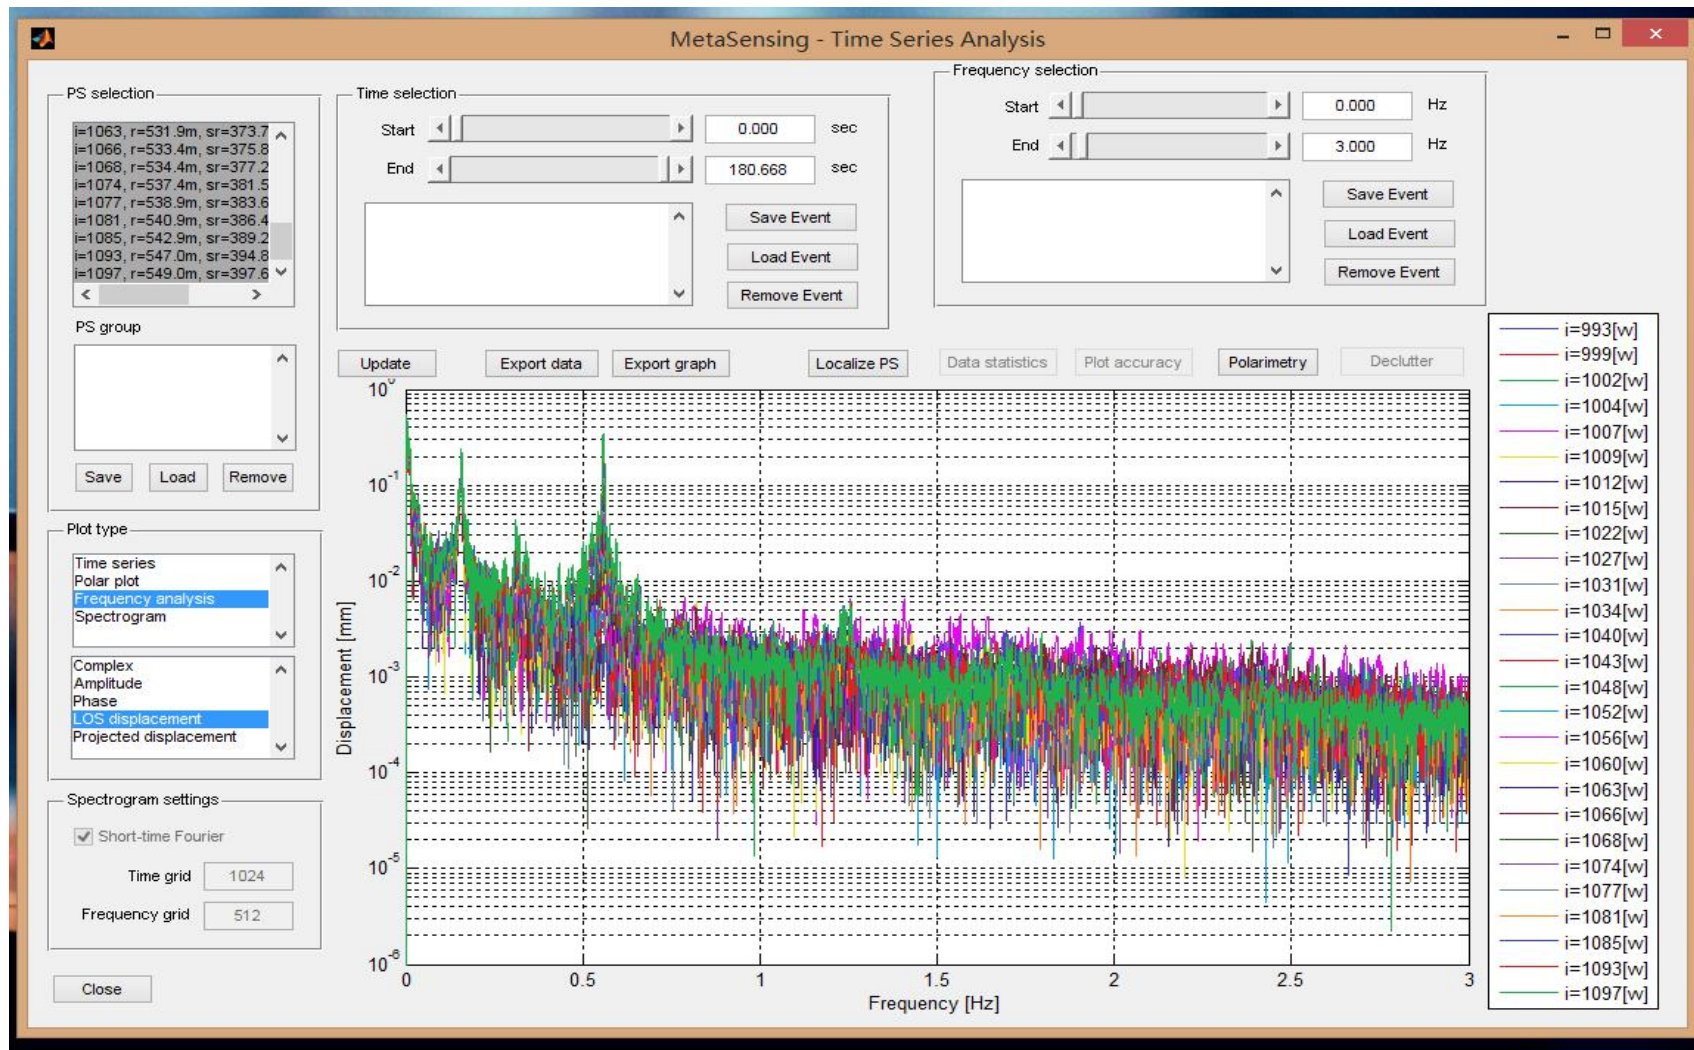 MetaSensing - Time Series Analysis
PS selection
i=1063, r=531.9m, sr=373.7
i=1066, r=533.4m, sr=375.8
i=1068, r=534.4m, sr=377.2
i=1074, r=537.4m, sr=381.5
i=1077, r=538.9m, sr=383.6
i=1081, r=540.9m, sr=386.4
i=1085, r=542.9m, sr=389.2
i=1093, r=547.0m, sr=394.8
i=1097, r=549.0m, sr=397.6
PS group
Save Load Remove
Plot type
Time series
Polar plot
Frequency analysis
Spectrogram
Complex
Amplitude
Phase
LOS displacement
Projected displacement
Spectrogram settings
Short-time Fourier
Time grid 1024
Frequency grid 512
Close
Time selection
Start 0.000 sec
End 180.668 sec
Save Event
Load Event
Remove Event
Frequency selection
Start 0.000 Hz
End 3.000 Hz
Save Event
Load Event
Remove Event
Update Export data Export graph Localize PS Data statistics Plot accuracy Polarimetry Declutter
10^0
10^-1
10^-2
10^-3
10^-4
10^-5
10^-6
Displacement [mm]
0 0.5 1 1.5 2 2.5 3
Frequency [Hz]
i=993[w]
i=999[w]
i=1002[w]
i=1004[w]
i=1007[w]
i=1009[w]
i=1012[w]
i=1015[w]
i=1022[w]
i=1027[w]
i=1031[w]
i=1034[w]
i=1040[w]
i=1043[w]
i=1048[w]
i=1052[w]
i=1056[w]
i=1060[w]
i=1063[w]
i=1066[w]
i=1068[w]
i=1074[w]
i=1077[w]
i=1081[w]
i=1085[w]
i=1093[w]
i=1097[w]